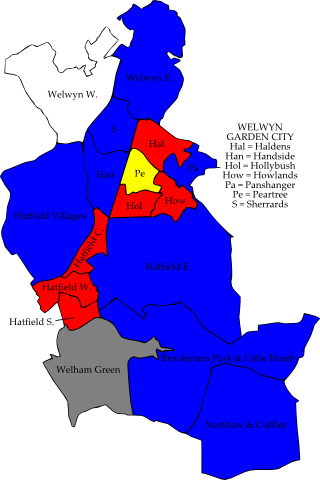 Welwyn E.
Welwyn W.
S
Hal
WELWYN
GARDEN CITY
Hal = Haldens
Han = Handside
Hol = Hollybush
How = Howlands
Pa = Panshanger
Pe = Peartree
S = Sherrards
Pa
Han
Pe
How
Hol
Hatfield Villages
Hatfield C.
Hatfield E.
Hatfield W.
Hatfield S.
Brookmans Park & Little Heath
Welham Green
Northaw & Cuffley